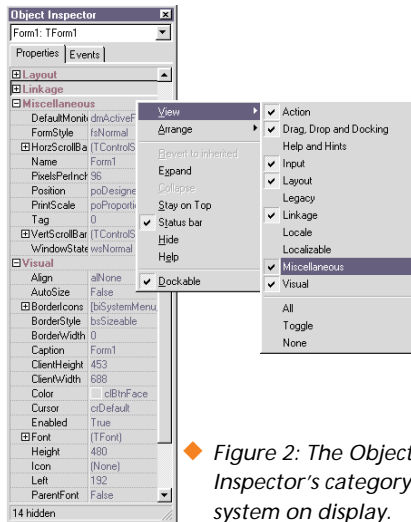 Object Inspector
Form1: TForm1
Properties Events
Layout
Linkage
Miscellaneous
DefaultMonit dmActiveF
FormStyle fsNormal
HorzScrollBa (TControlS
Name Form1
PixelsPerInch 96
Position poDesigne
PrintScale poProporti
Tag 0
VertScrollBar (TControlS
WindowState wsNormal
Visual
Align alNone
AutoSize False
BorderIcons [biSystemMenu,
BorderStyle bsSizeable
BorderWidth 0
Caption Form1
ClientHeight 453
ClientWidth 688
Color clBtnFace
Cursor crDefault
Enabled True
Font (TFont)
Height 480
Icon (None)
Left 192
ParentFont False
14 hidden
View
Arrange
Revert to inherited
Expand
Collapse
Stay on Top
Status bar
Hide
Help
Dockable
Action
Drag, Drop and Docking
Help and Hints
Input
Layout
Legacy
Linkage
Locale
Localizable
Miscellaneous
Visual
All
Toggle
None
Figure 2: The Object
Inspector's category
system on display.